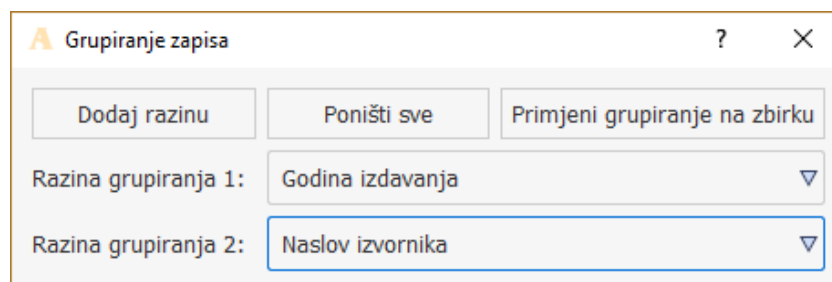 A Grupiranje zapisa ?
Dodaj razinu Poništi sve Primjeni grupiranje na zbirku
Razina grupiranja 1: Godina izdavanja
Razina grupiranja 2: Naslov izvornika